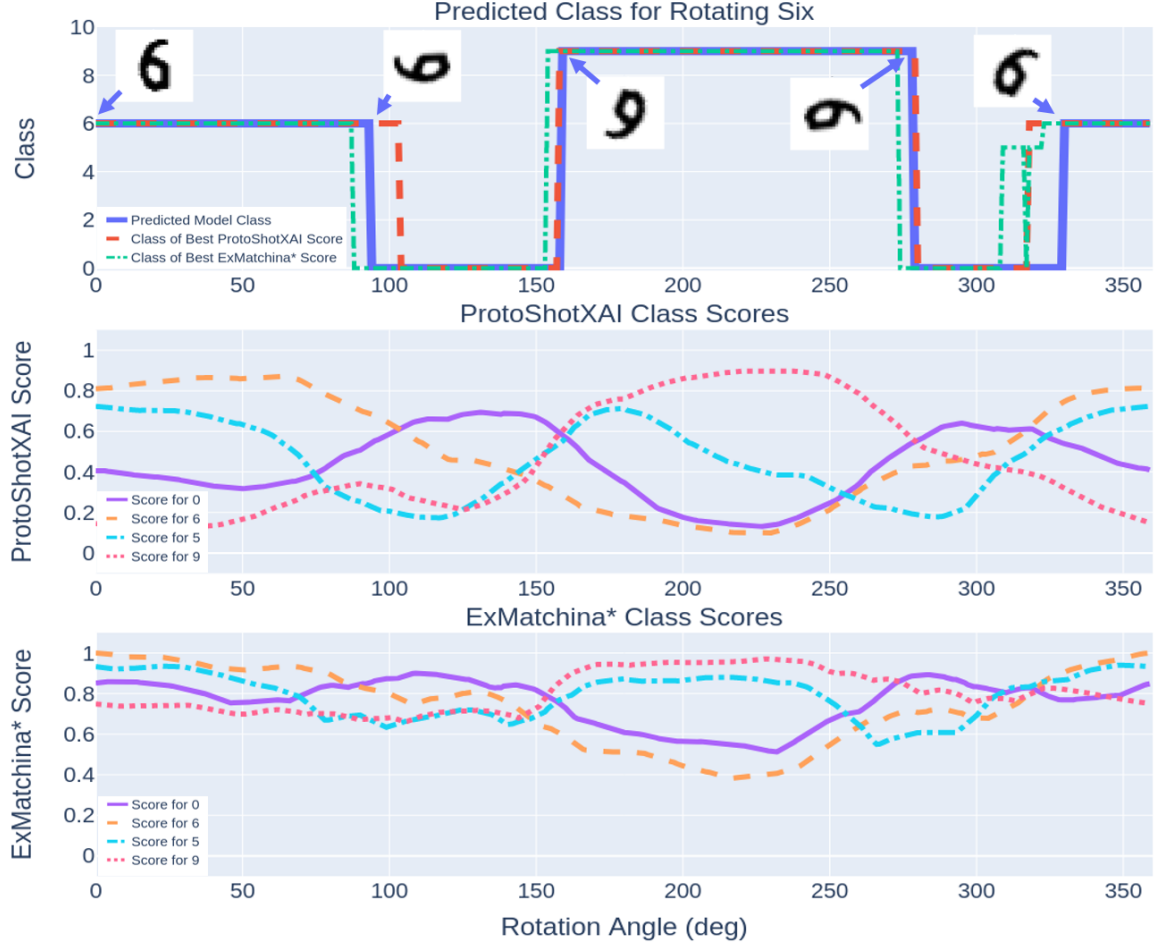 Predicted Class for Rotating Six
10
8
6
4
2
0
Class
6
6
9
6
6
Predicted Model Class
Class of Best ProtoShotXAI Score
Class of Best ExMatchina* Score
0 50 100 150 200 250 300 350
ProtoShotXAI Class Scores
1
0.8
0.6
0.4
0.2
0
ProtoShotXAI Score
Score for 0
Score for 6
Score for 5
Score for 9
0 50 100 150 200 250 300 350
ExMatchina* Class Scores
1
0.8
0.6
0.4
0.2
0
ExMatchina* Score
Score for 0
Score for 6
Score for 5
Score for 9
0 50 100 150 200 250 300 350
Rotation Angle (deg)